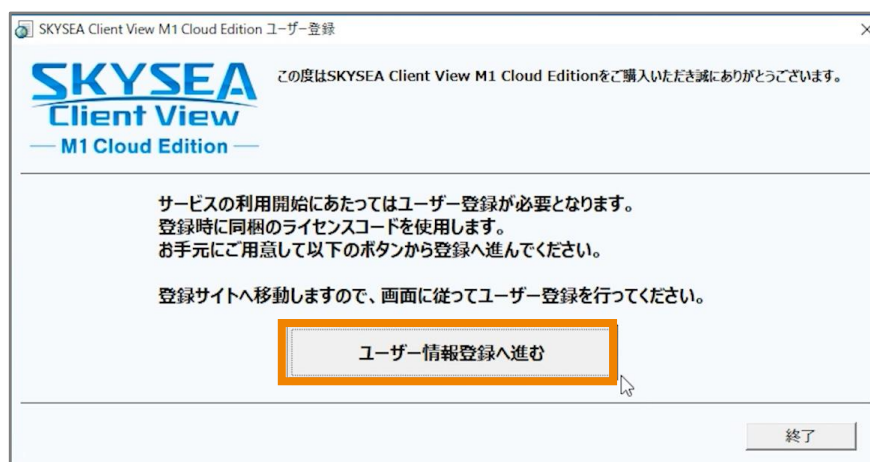 SKYSEA Client View M1 Cloud Edition ユーザー登録
SKYSEA
Client View
M1 Cloud Edition
この度はSKYSEA Client View M1 Cloud Editionをご購入いただき誠にありがとうございます。
サービスの利用開始にあたってはユーザー登録が必要となります。
登録時に同梱のライセンスコードを使用します。
お手元にご用意して以下のボタンから登録へ進んでください。
登録サイトへ移動しますので、画面に従ってユーザー登録を行ってください。
ユーザー情報登録へ進む
終了